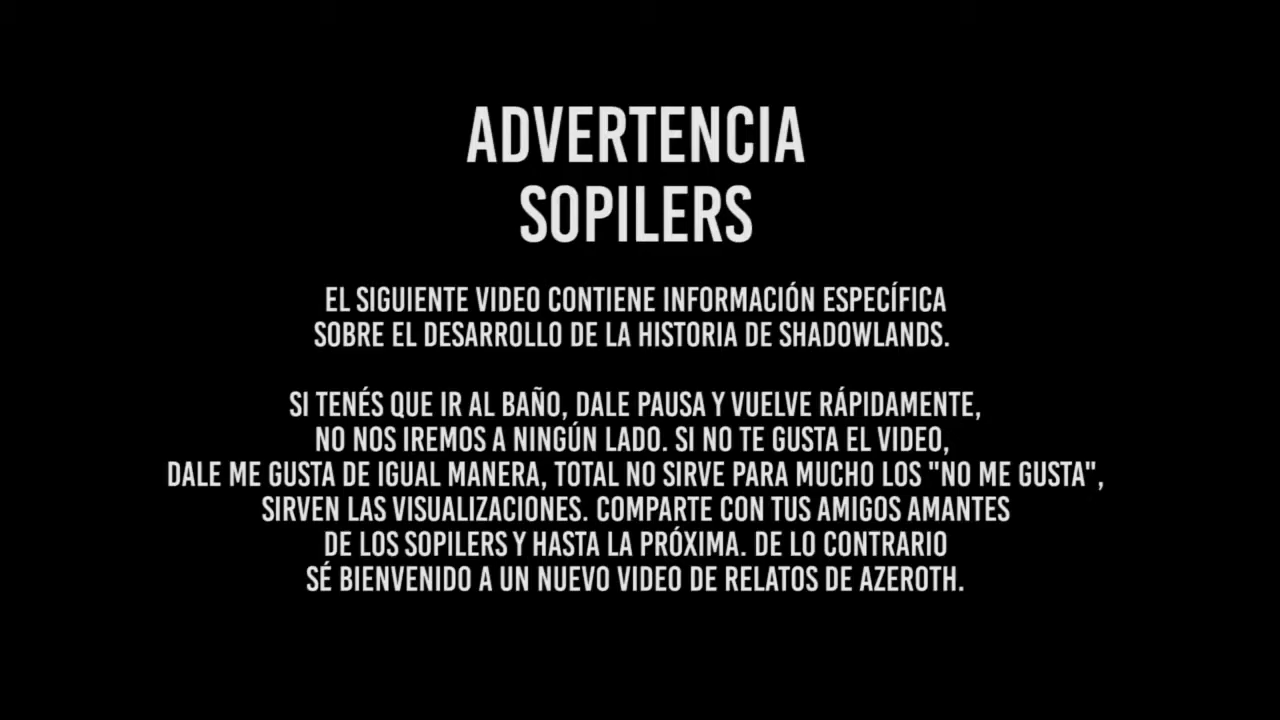 ADVERTENCIA
SOPILERS
EL SIGUIENTE VIDEO CONTIENE INFORMACIÓN ESPECÍFICA
SOBRE EL DESARROLLO DE LA HISTORIA DE SHADOWLANDS.
SI TENÉS QUE IR AL BAÑO, DALE PAUSA Y VUELVE RÁPIDAMENTE,
NO NOS IREMOS A NINGÚN LADO. SI NO TE GUSTA EL VIDEO,
DALE ME GUSTA DE IGUAL MANERA, TOTAL NO SIRVE PARA MUCHO LOS "NO ME GUSTA",
SIRVEN LAS VISUALIZACIONES. COMPARTE CON TUS AMIGOS AMANTES
DE LOS SOPILERS Y HASTA LA PRÓXIMA. DE LO CONTRARIO
SÉ BIENVENIDO A UN NUEVO VIDEO DE RELATOS DE AZEROTH.